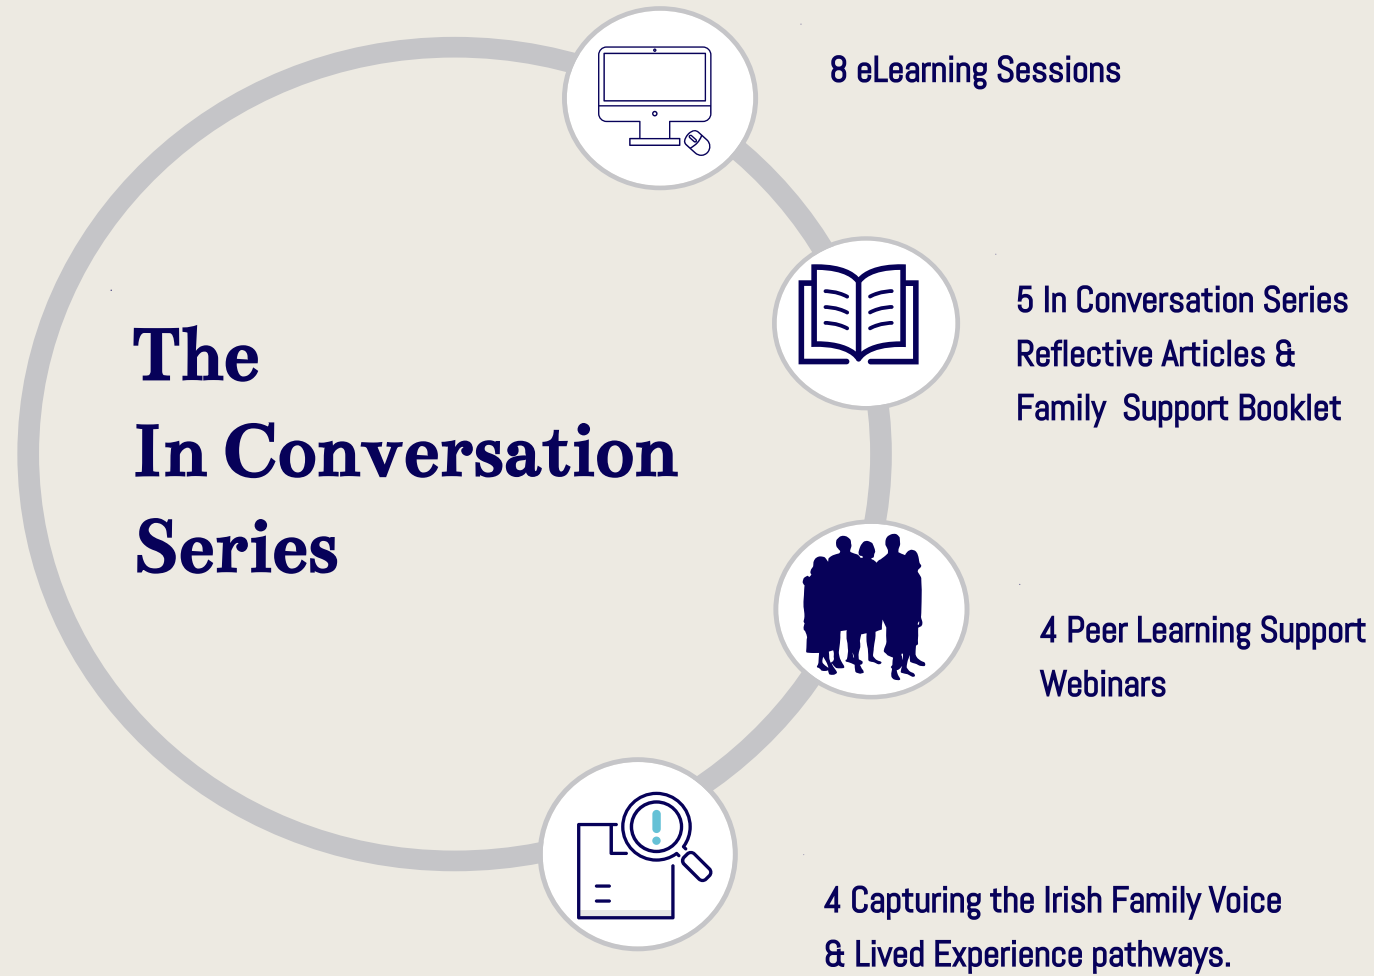 The
In Conversation
Series
8 eLearning Sessions
5 In Conversation Series
Reflective Articles &
Family Support Booklet
4 Peer Learning Support
Webinars
4 Capturing the Irish Family Voice
& Lived Experience pathways.